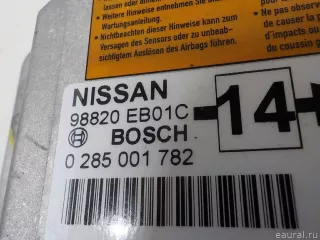 lassen oder anbringen.
• Weitere Hinweise entnehmen Sie
Wartungsanleitung.
• Nichtbeachten dieser Hinweise kann zum
Versagen des Sensors oder zu unbeab-
sichtigtem Auslösen des Airbags führen.
• Ne pas
de causer la p
d'impacts ou
du coussin g
NISSAN
98820 EB01C
14
BOSCH
0 285 001 782
eaural.ru